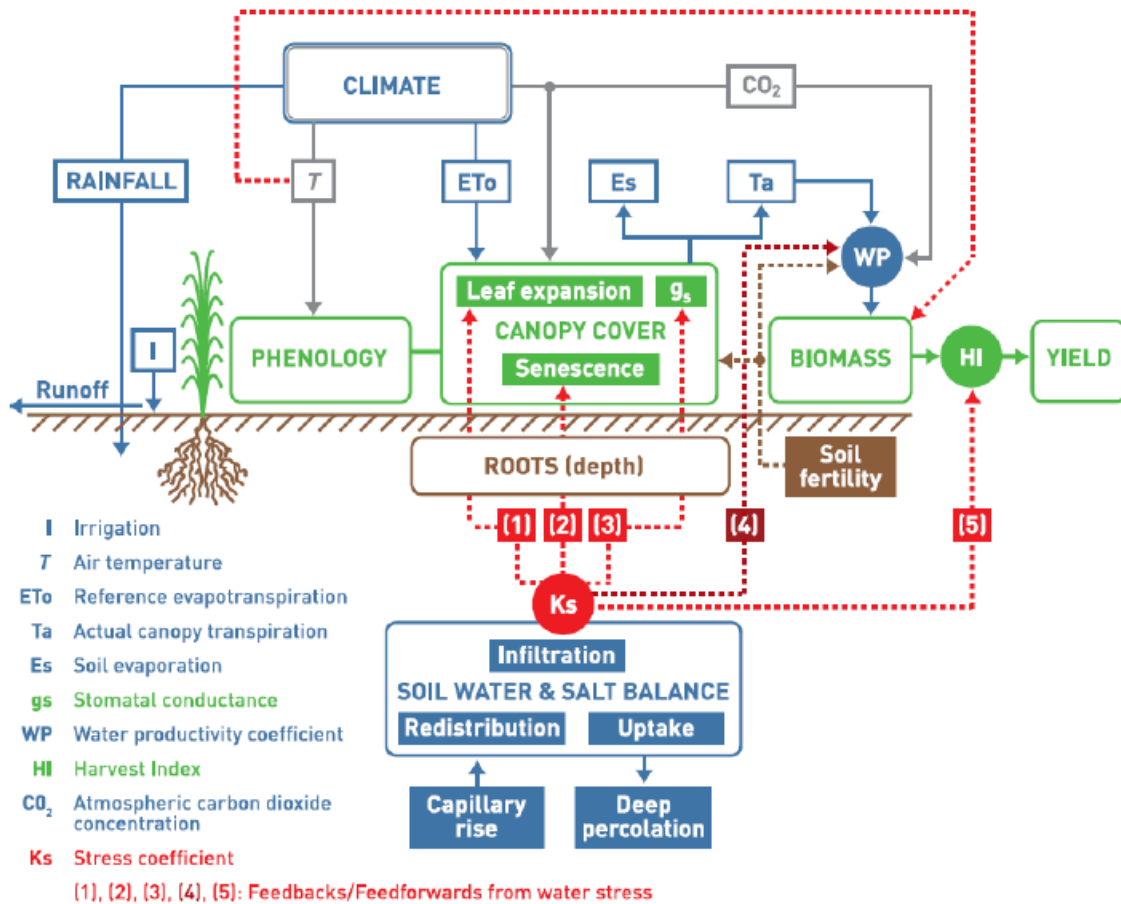 CLIMATE
CO₂
RAINFALL
T
ETo
Es
Ta
WP
Leaf expansion
gs
CANOPY COVER
Senescence
PHENOLOGY
BIOMASS
HI
YIELD
I
Runoff
ROOTS (depth)
Soil
fertility
(1)
(2)
(3)
(4)
(5)
Ks
Infiltration
SOIL WATER & SALT BALANCE
Redistribution
Uptake
Capillary
rise
Deep
percolation
I Irrigation
T Air temperature
ETo Reference evapotranspiration
Ta Actual canopy transpiration
Es Soil evaporation
gs Stomatal conductance
WP Water productivity coefficient
HI Harvest Index
CO₂ Atmospheric carbon dioxide
concentration
Ks Stress coefficient
(1), (2), (3), (4), (5): Feedbacks/Feedforwards from water stress